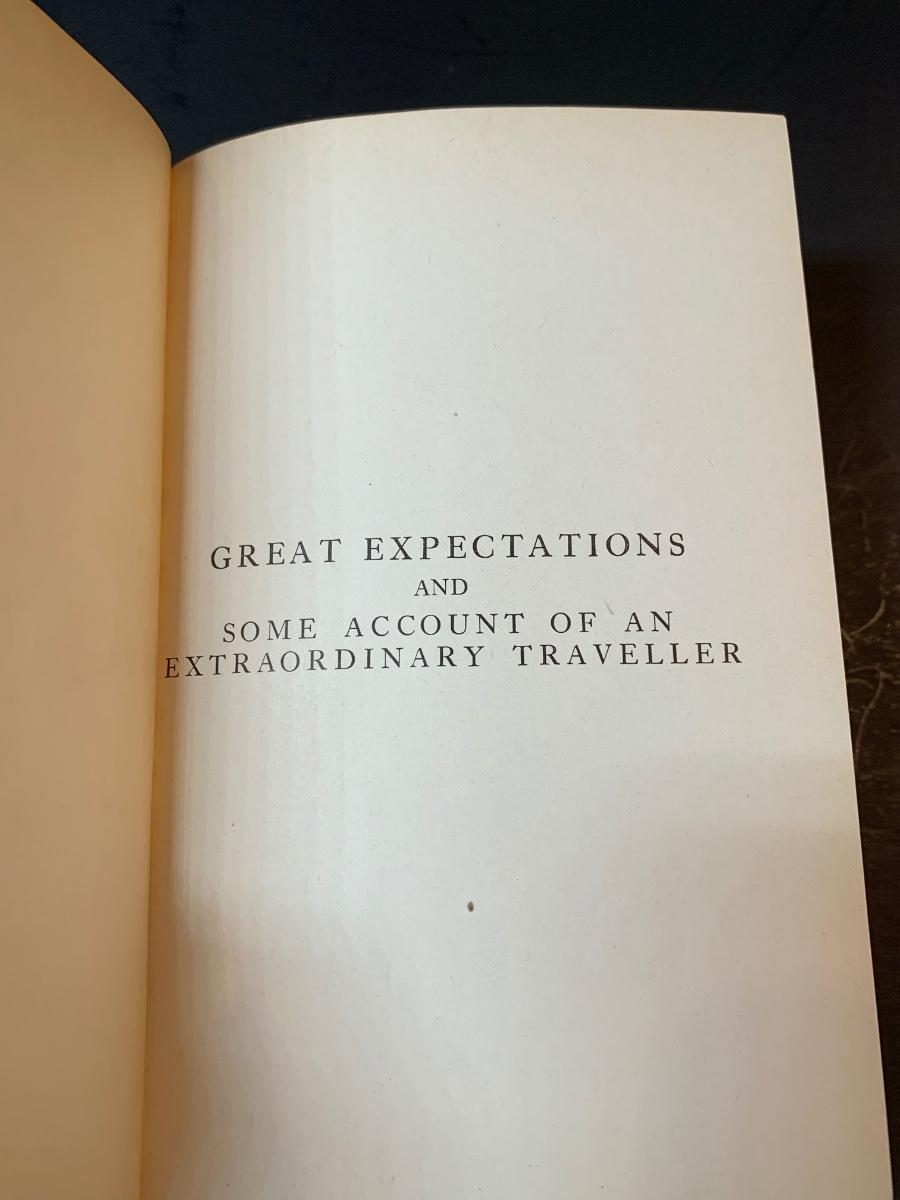 GREAT EXPECTATIONS
AND
SOME ACCOUNT OF AN
EXTRAORDINARY TRAVELLER